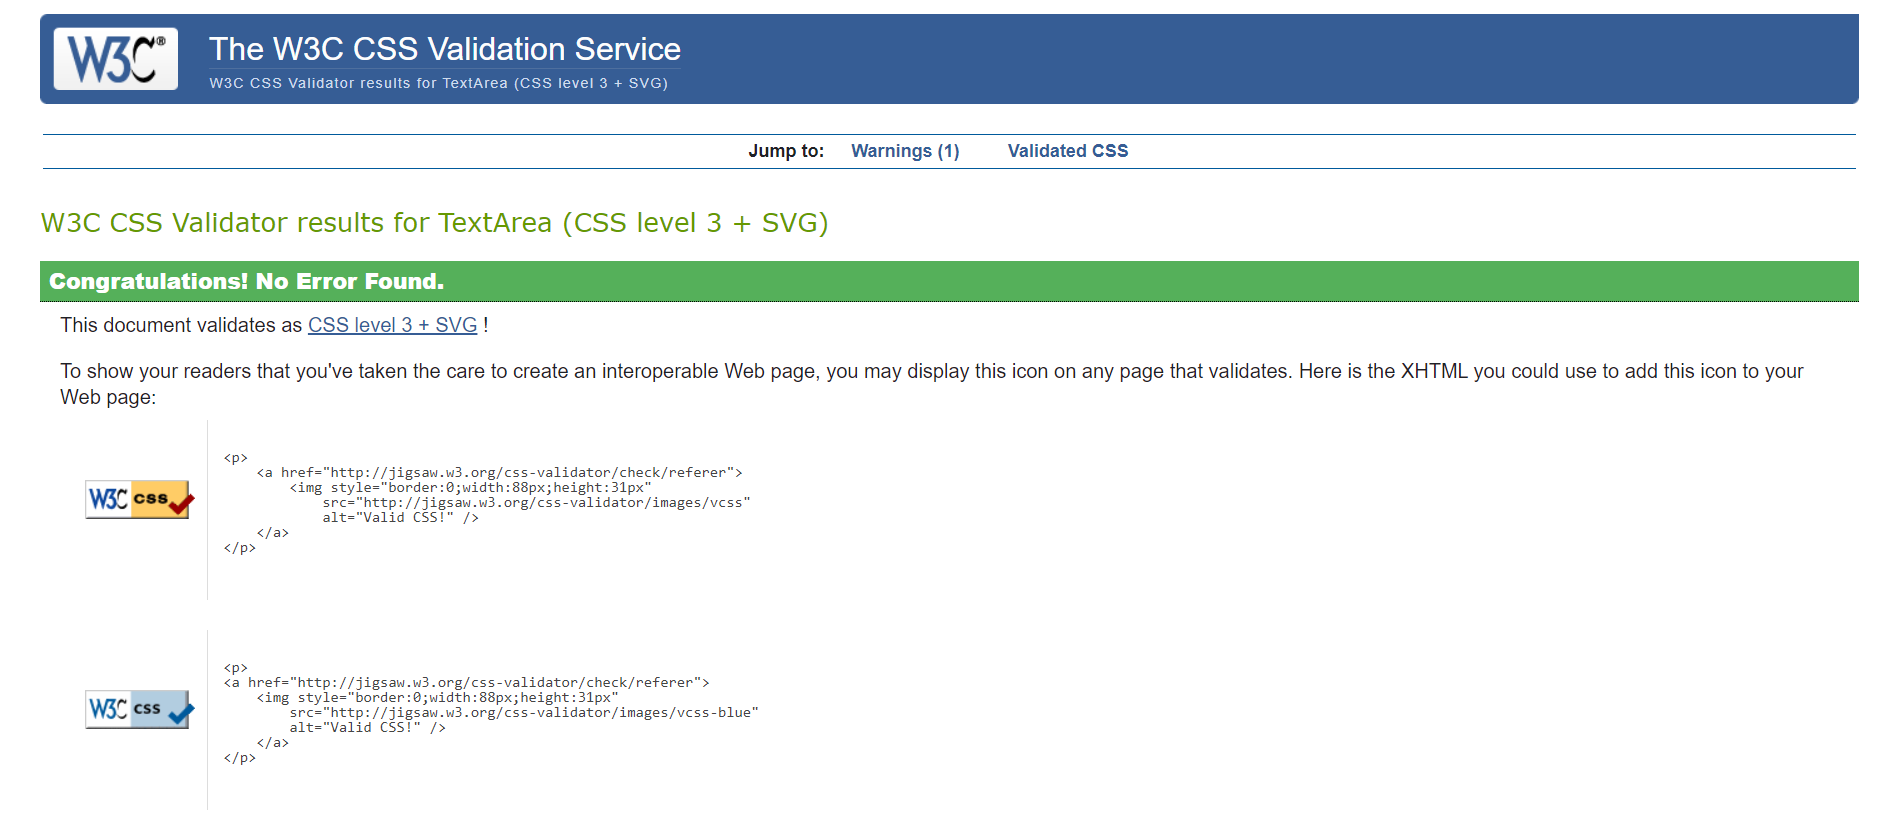 W3C®
The W3C CSS Validation Service
W3C CSS Validator results for TextArea (CSS level 3 + SVG)
Jump to: Warnings (1) Validated CSS
W3C CSS Validator results for TextArea (CSS level 3 + SVG)
Congratulations! No Error Found.
This document validates as CSS level 3 + SVG !
To show your readers that you've taken the care to create an interoperable Web page, you may display this icon on any page that validates. Here is the XHTML you could use to add this icon to your
Web page:
W3C css
<p>
<a href="http://jigsaw.w3.org/css-validator/check/referer">
<img style="border:0;width:88px;height:31px"
src="http://jigsaw.w3.org/css-validator/images/vcss"
alt="Valid CSS!" />
</a>
</p>
W3C css
<p>
<a href="http://jigsaw.w3.org/css-validator/check/referer">
<img style="border:0;width:88px;height:31px"
src="http://jigsaw.w3.org/css-validator/images/vcss-blue"
alt="Valid CSS!" />
</a>
</p>